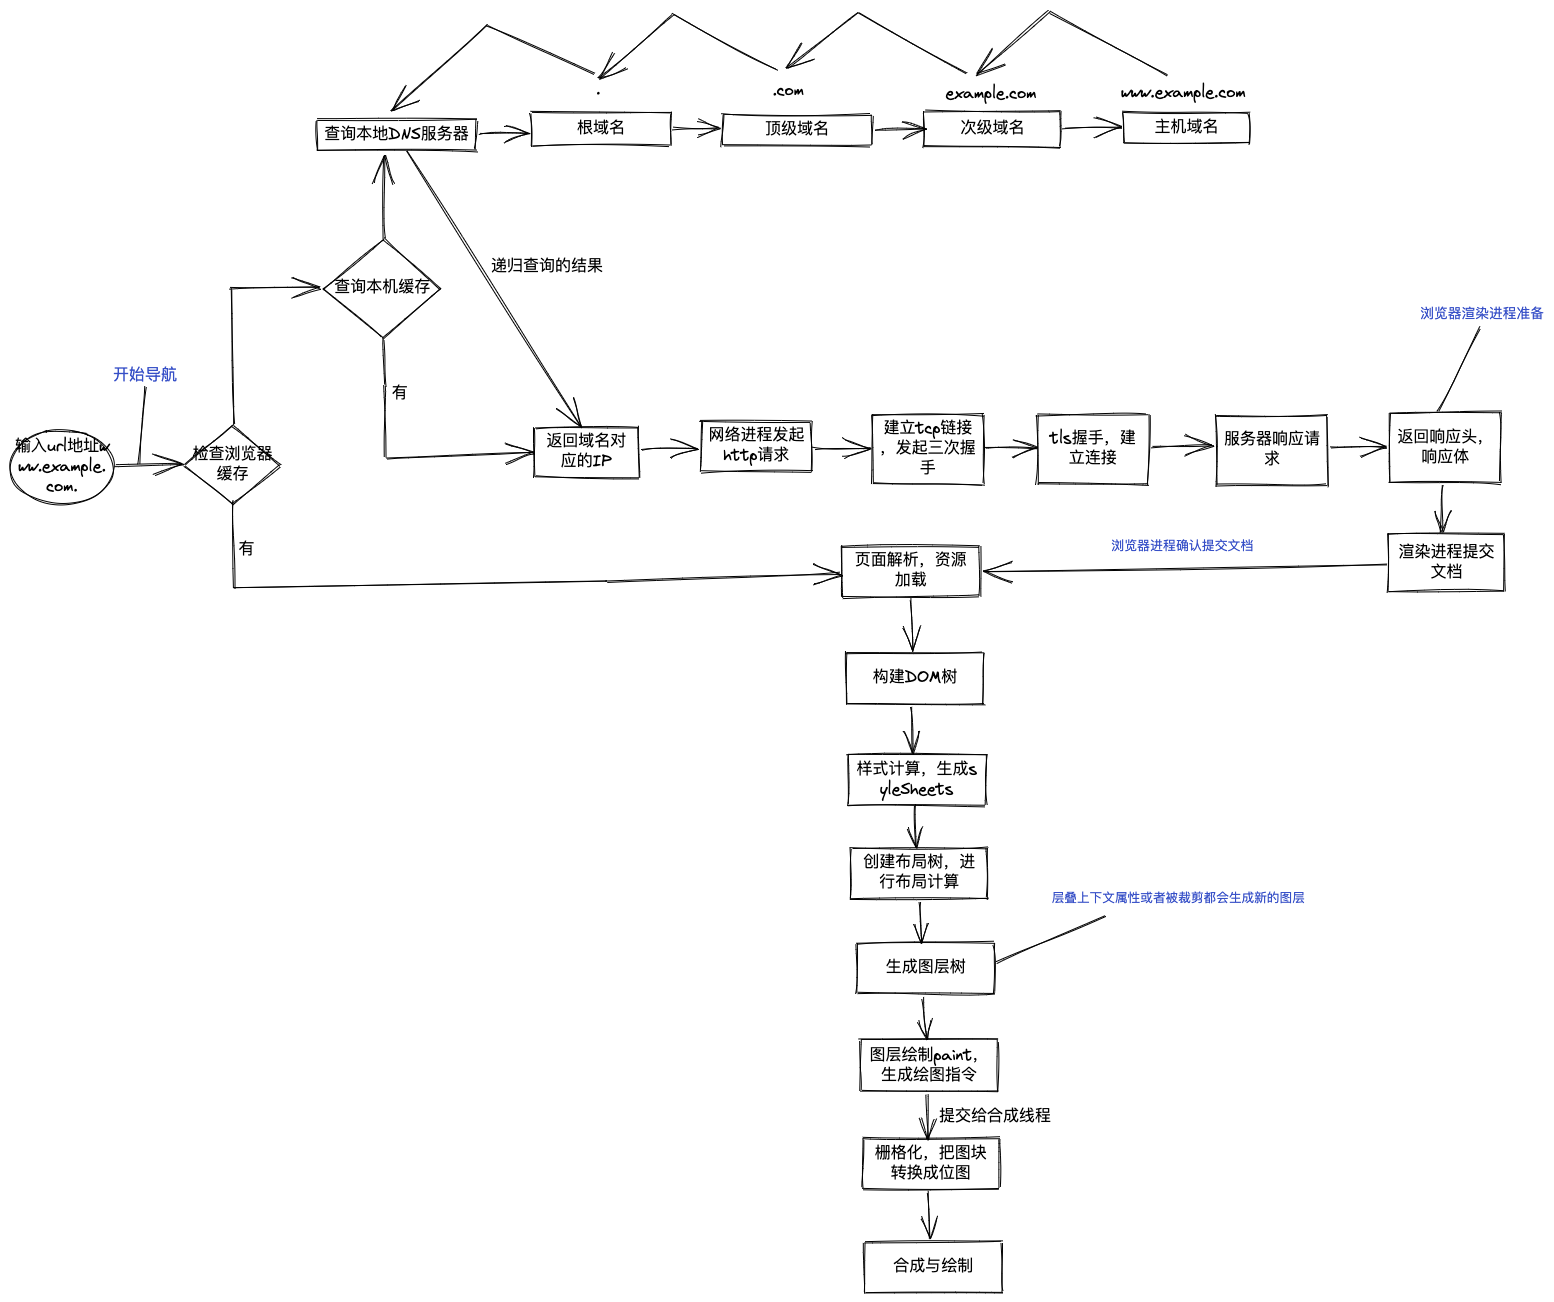 .
.com
example.com
www.example.com
查询本地DNS服务器
根域名
顶级域名
次级域名
主机域名
递归查询的结果
查询本机缓存
浏览器渲染进程准备
开始导航
有
输入url地址w
ww.example.
com.
检查浏览器
缓存
返回域名对
应的IP
网络进程发起
http请求
建立tcp链接
，发起三次握
手
tls握手，建
立连接
服务器响应请
求
返回响应头，
响应体
有
浏览器进程确认提交文档
渲染进程提交
文档
页面解析，资源
加载
构建DOM树
样式计算，生成s
yleSheets
创建布局树，进
行布局计算
层叠上下文属性或者被裁剪都会生成新的图层
生成图层树
图层绘制paint，
生成绘图指令
提交给合成线程
栅格化，把图块
转换成位图
合成与绘制